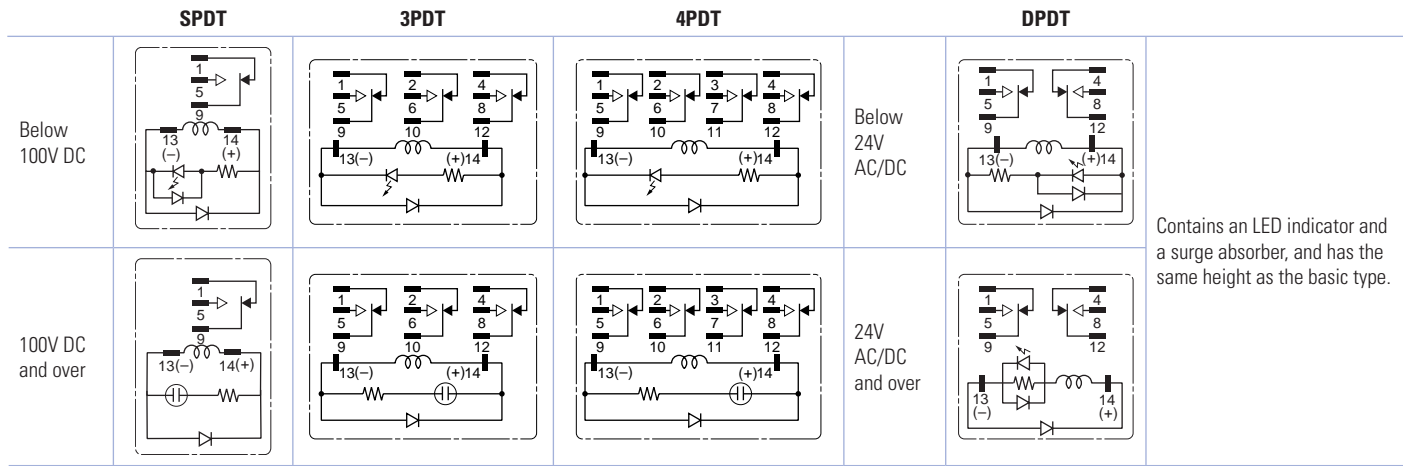 SPDT 3PDT 4PDT DPDT
Below
100V DC
1
5
9
13
(–)
14
(+)
1 2 4
5 6 8
9 10 12
13(–) (+)14
1 2 3 4
5 6 7 8
9 10 11 12
13(–) (+)14
Below
24V
AC/DC
1 4
5 8
9 12
13(–) (+)14
Contains an LED indicator and
a surge absorber, and has the
same height as the basic type.
100V DC
and over
1
5
9
13(–) 14(+)
1 2 4
5 6 8
9 10 12
13(–) (+)14
1 2 3 4
5 6 7 8
9 10 11 12
13(–) (+)14
24V
AC/DC
and over
1 4
5 8
9 12
13
(–)
14
(+)